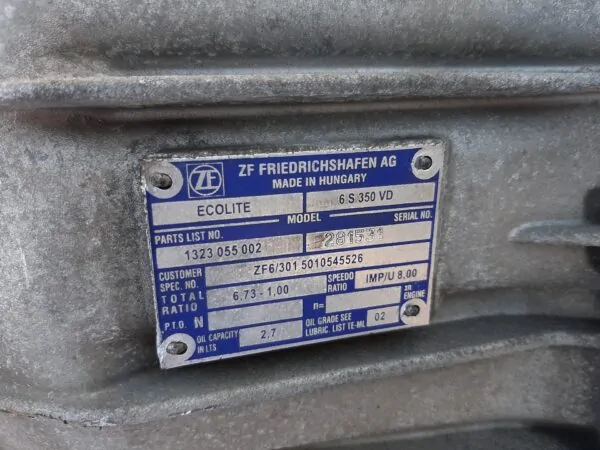 ZF
ZF FRIEDRICHSHAFEN AG
MADE IN HUNGARY
ECOLITE 6 S 350 VD
MODEL
PARTS LIST NO. SERIAL NO.
1323 055 002 281531
CUSTOMER SPEC. NO. ZF6/301 5010545526
TOTAL RATIO 6,73 - 1,00 SPEEDO RATIO IMP/U 8.00
P.T.O. N n= x ENGINE
OIL CAPACITY IN LTS 2,7 OIL GRADE SEE LUBRIC. LIST TE-ML 02